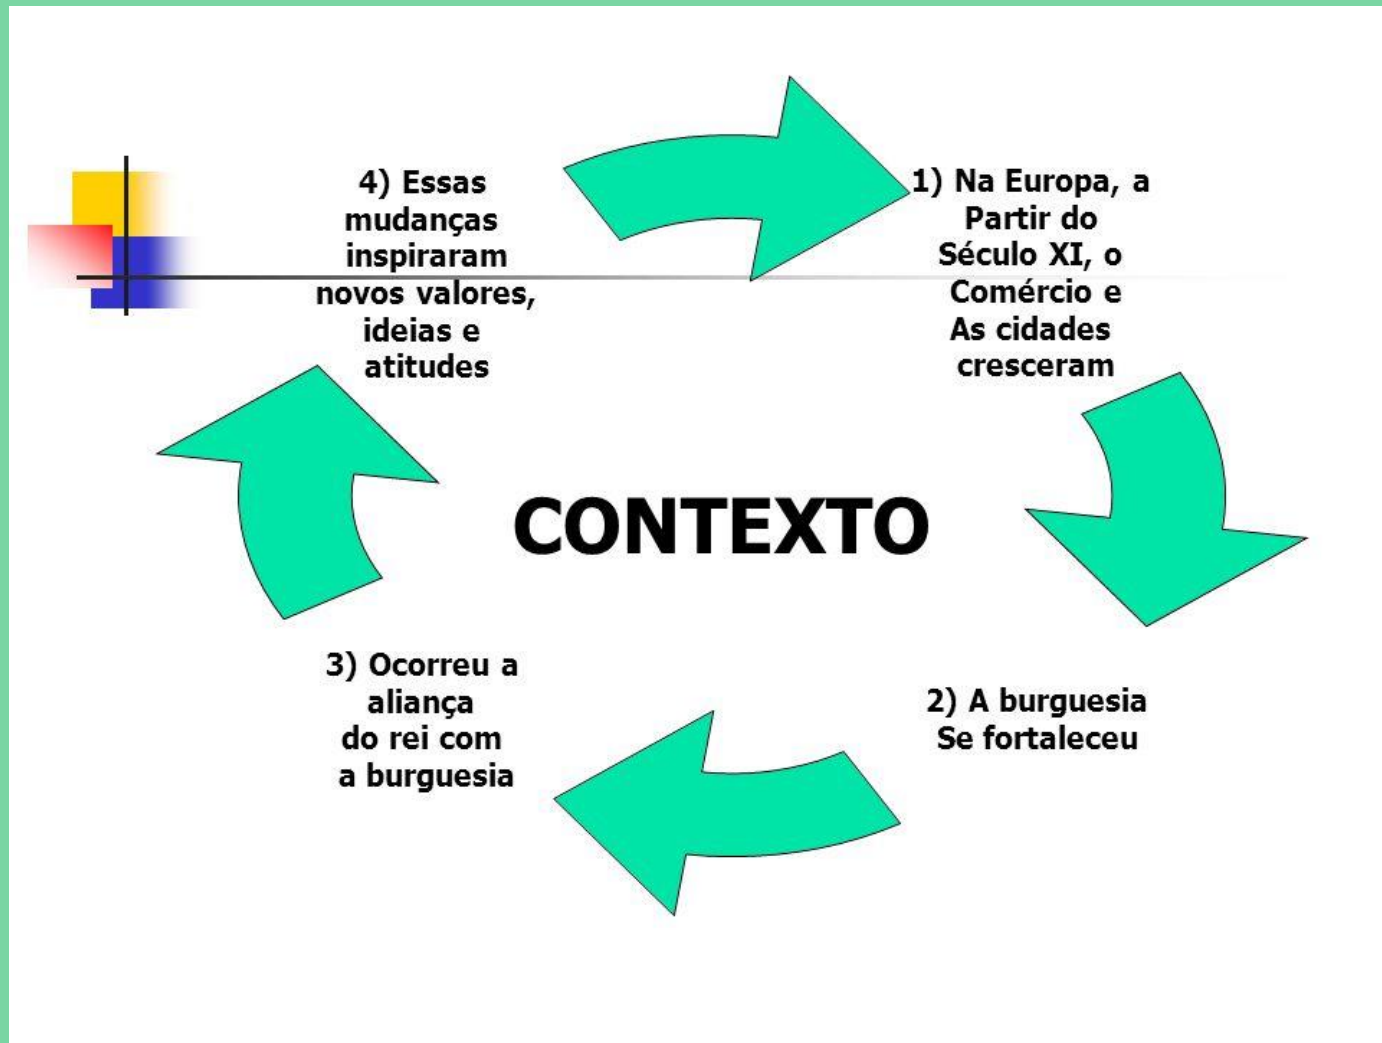 4) Essas
mudanças
inspiraram
novos valores,
ideias e
atitudes
1) Na Europa, a
Partir do
Século XI, o
Comércio e
As cidades
cresceram
CONTEXTO
3) Ocorreu a
aliança
do rei com
a burguesia
2) A burguesia
Se fortaleceu